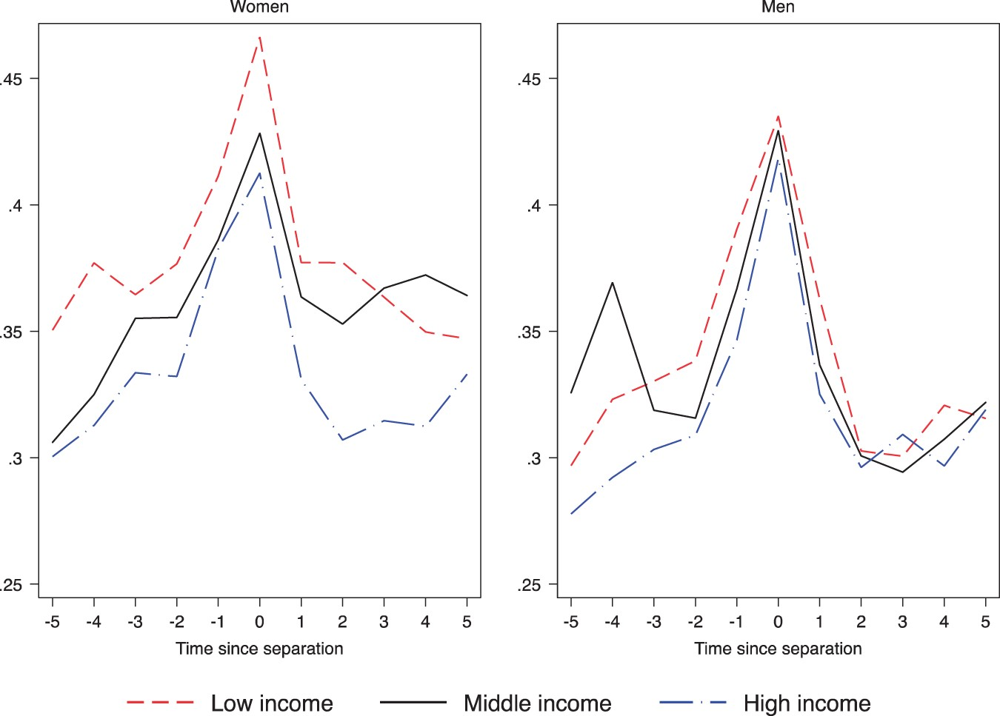 Women
Men
.45
.4
.35
.3
.25
-5 -4 -3 -2 -1 0 1 2 3 4 5
Time since separation
.45
.4
.35
.3
.25
-5 -4 -3 -2 -1 0 1 2 3 4 5
Time since separation
Low income Middle income High income